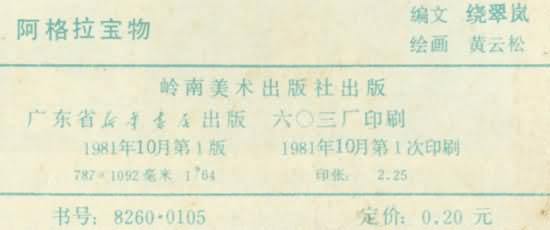 阿格拉宝物
编文 绕翠岚
绘画 黄云松
岭南美术出版社出版
广东省新华书店出版 六〇三厂印刷
1981年10月第1版 1981年10月第1次印刷
787×1092毫米 1/64 印张: 2.25
书号: 8260·0105 定价: 0.20 元